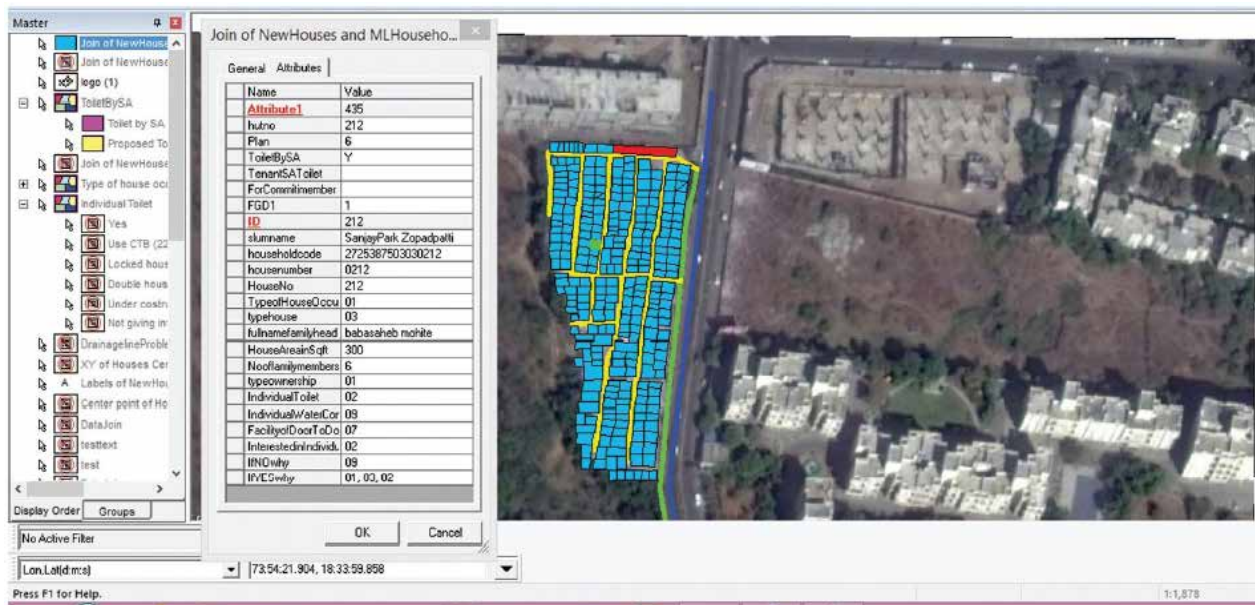 Master
Join of NewHouse
Join of NewHouse
logo (1)
ToiletBySA
Toilet by SA
Proposed To
Join of NewHouse
Type of house occ
Individual Toilet
Yes
Use CTB (22
Locked hous
Double hous
Under costru
Not giving in
DrainagelineProble
XY of Houses Cer
A Labels of NewHou
Center point of Ho
DataJoin
testtext
test
Display Order Groups
Join of NewHouses and MLHouseho...
General Attributes
Name Value
Attribute1 435
hutno 212
Plan 6
ToiletBySA Y
TenantSAToilet
ForCommitimember
FGD1 1
ID 212
slumname SanjayPark Zopadpatti
householdcode 2725387503030212
housenumber 0212
HouseNo 212
TypeofHouseOccu 01
typehouse 03
fullnamefamilyhead babasaheb mohite
HouseAreainSqft 300
Nooffamilymembers 6
typeownership 01
IndividualToilet 02
IndividualWaterCor 09
FacilityofDoorToDo 07
InterestedinIndividu 02
IfNOwhy 09
IfYESwhy 01, 03, 02
OK Cancel
No Active Filter
Lon,Lat(d:m:s) 73:54:21.904, 18:33:59.858
Press F1 for Help. 1:1,878